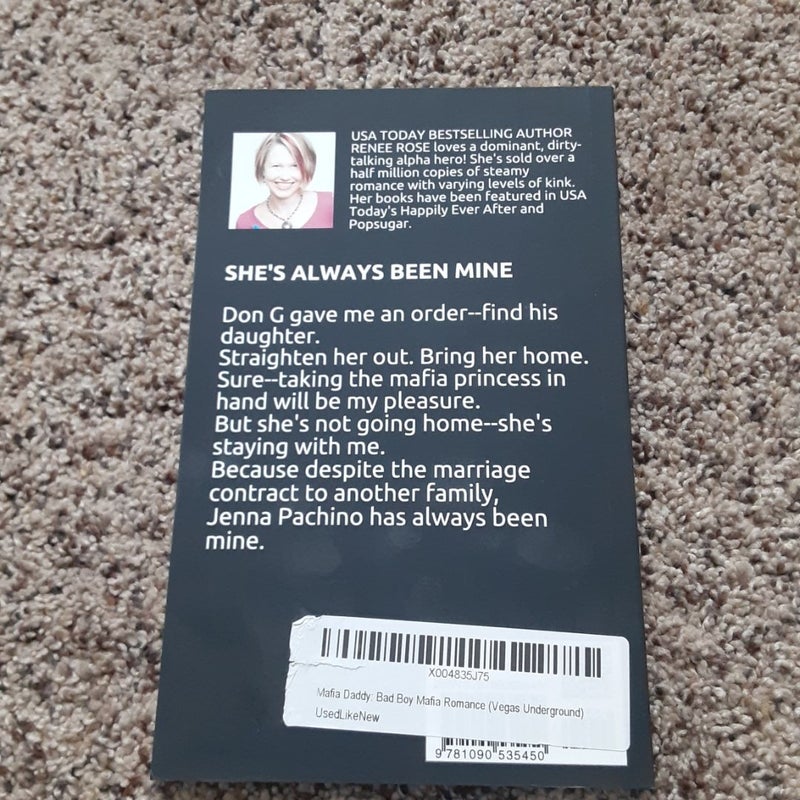 USA TODAY BESTSELLING AUTHOR
RENEE ROSE loves a dominant, dirty-
talking alpha hero! She's sold over a
half million copies of steamy
romance with varying levels of kink.
Her books have been featured in USA
Today's Happily Ever After and
Popsugar.
SHE'S ALWAYS BEEN MINE
Don G gave me an order--find his
daughter.
Straighten her out. Bring her home.
Sure--taking the mafia princess in
hand will be my pleasure.
But she's not going home--she's
staying with me.
Because despite the marriage
contract to another family,
Jenna Pachino has always been
mine.
X004835J75
Mafia Daddy: Bad Boy Mafia Romance (Vegas Underground)
UsedLikeNew
9 781090 535450